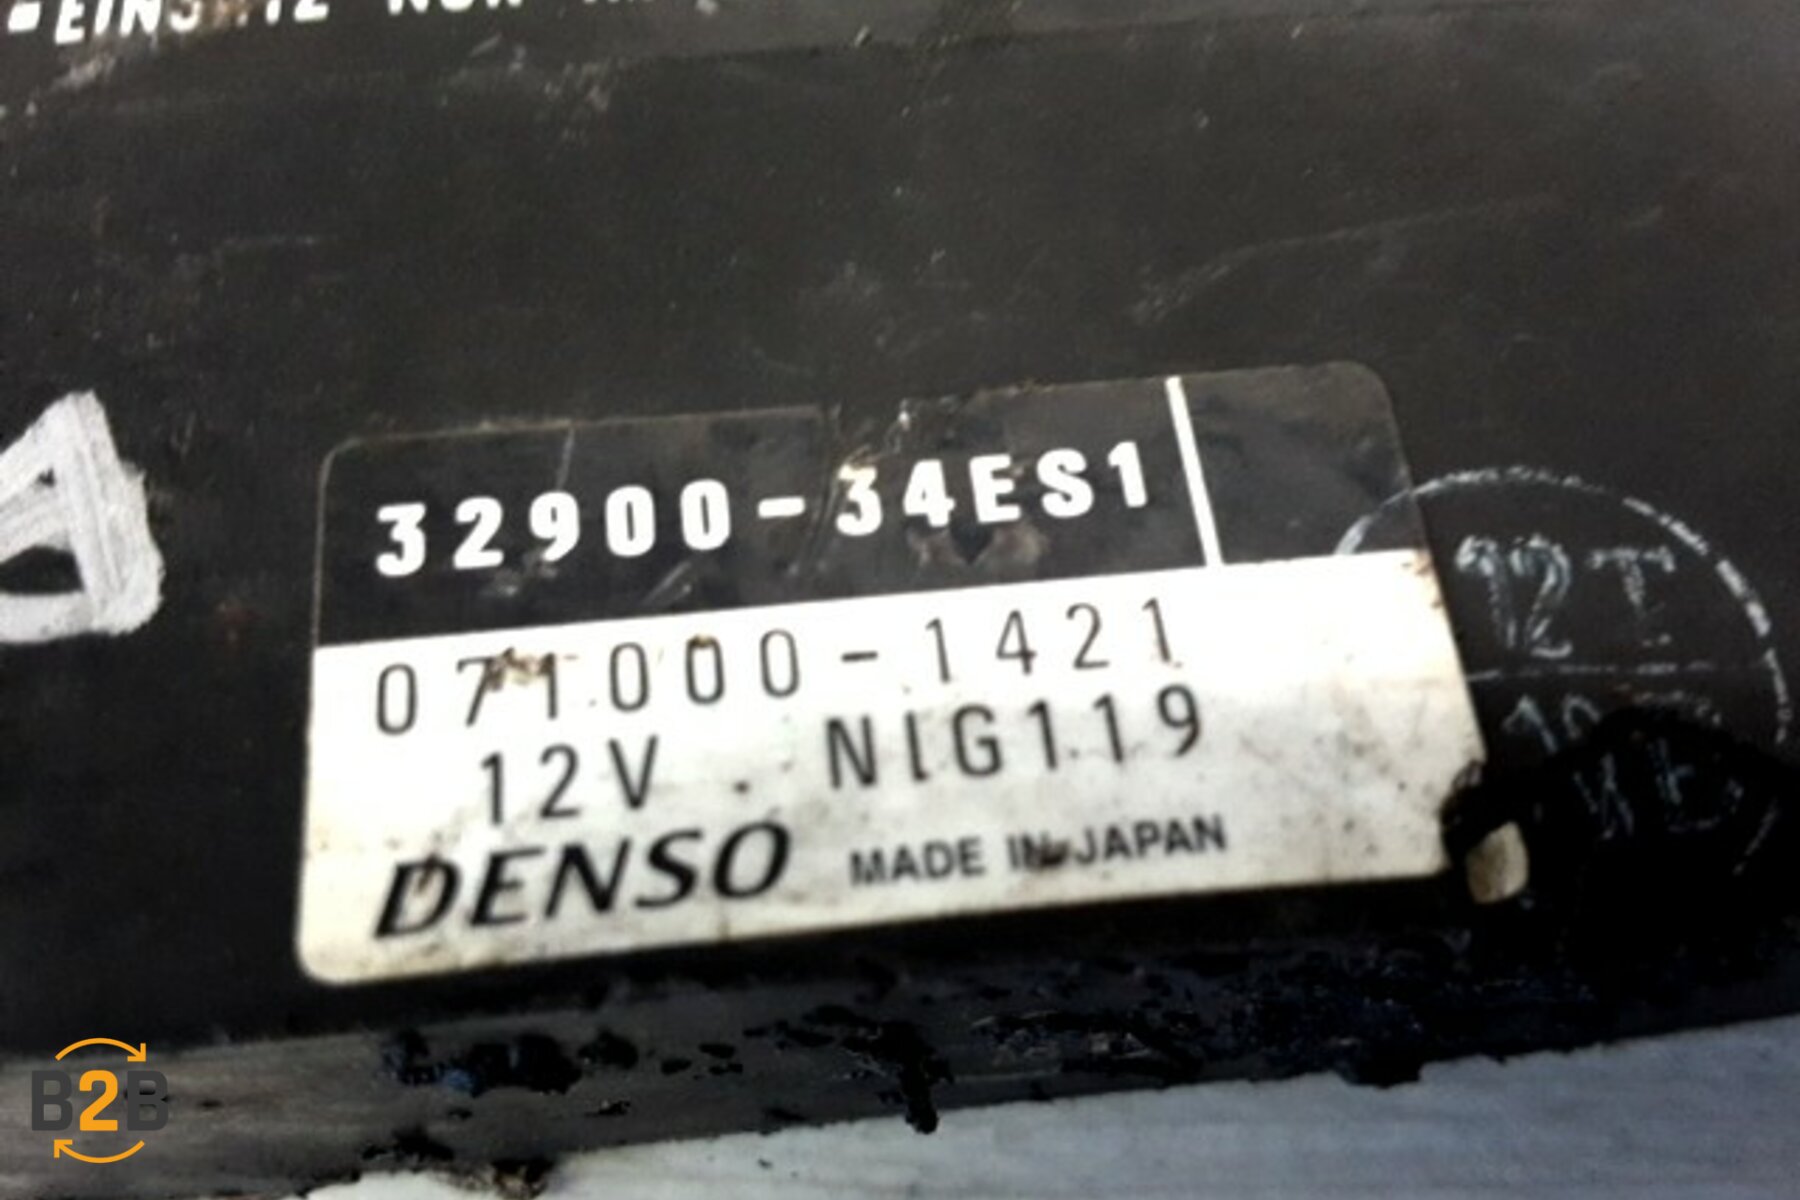 32900-34ES1
071000-1421
12V NIG119
DENSO MADE IN JAPAN
12T
B2B